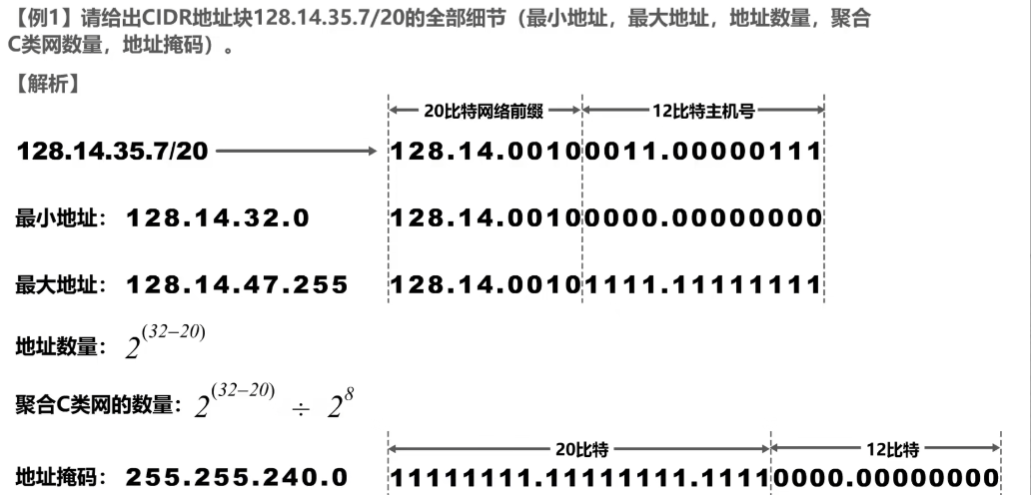 【例1】请给出CIDR地址块128.14.35.7/20的全部细节（最小地址，最大地址，地址数量，聚合
C类网数量，地址掩码）。
【解析】
20比特网络前缀 12比特主机号
128.14.35.7/20 128.14.00100011.00000111
最小地址： 128.14.32.0 128.14.00100000.00000000
最大地址： 128.14.47.255 128.14.00101111.11111111
地址数量： 2^(32−20)
聚合C类网的数量： 2^(32−20) ÷ 2^8
20比特 12比特
地址掩码： 255.255.240.0 11111111.11111111.11110000.00000000